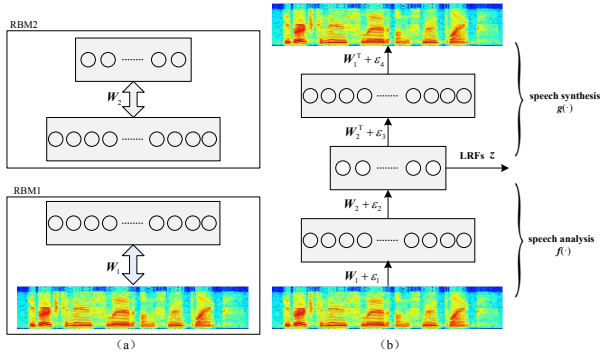 RBM2
W₂
RBM1
W₁
(a)
W₁ᵀ + ε₄
W₂ᵀ + ε₃
LRFs z
W₂ + ε₂
W₁ + ε₁
speech synthesis
g(·)
speech analysis
f(·)
(b)